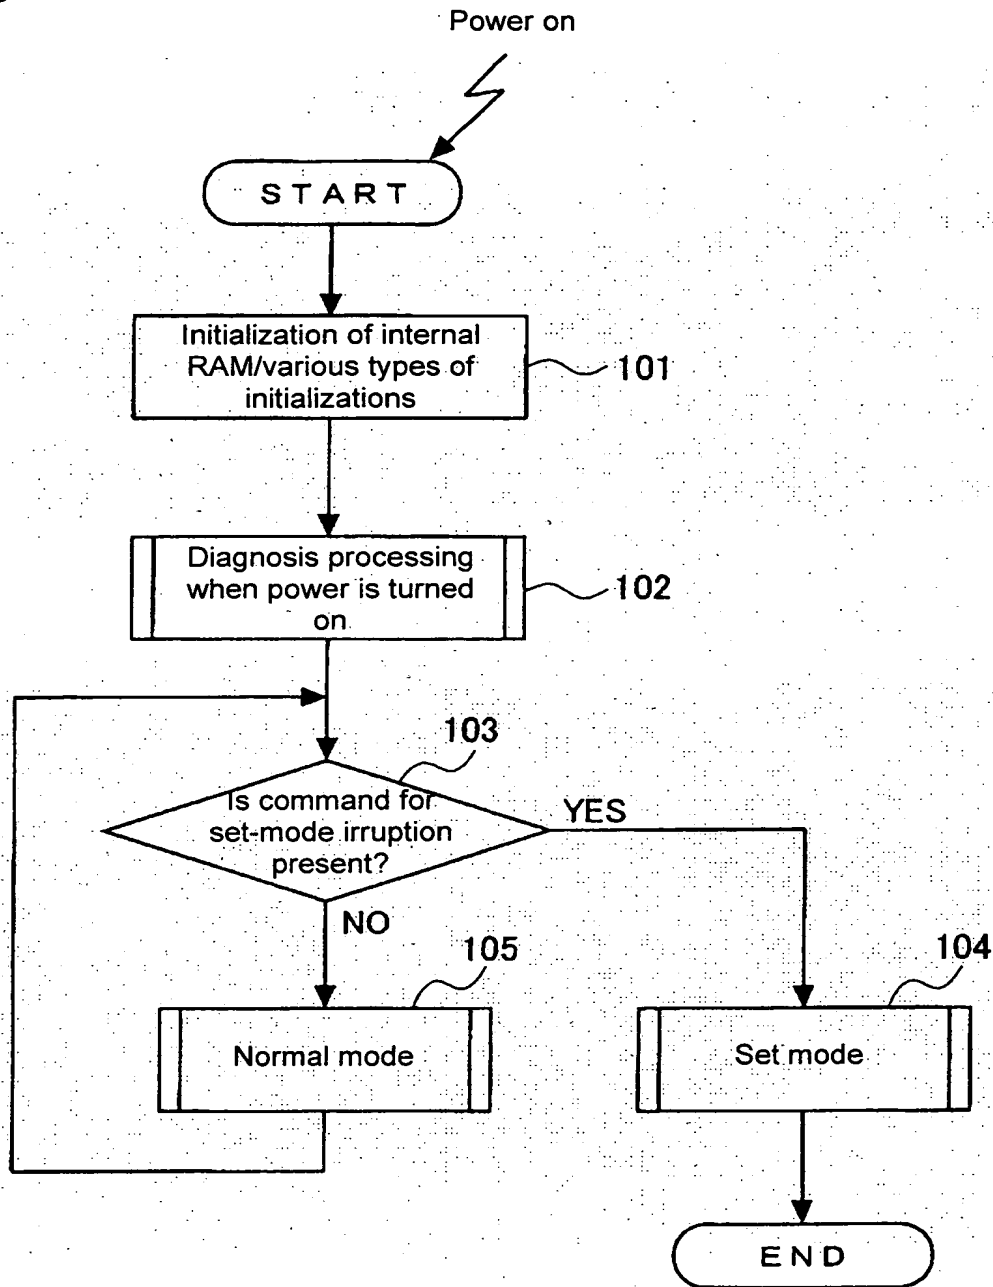 Power on
START
Initialization of internal
RAM/various types of
initializations
101
Diagnosis processing
when power is turned
on
102
103
Is command for
set-mode irruption
present?
YES
NO
105
Normal mode
104
Set mode
END